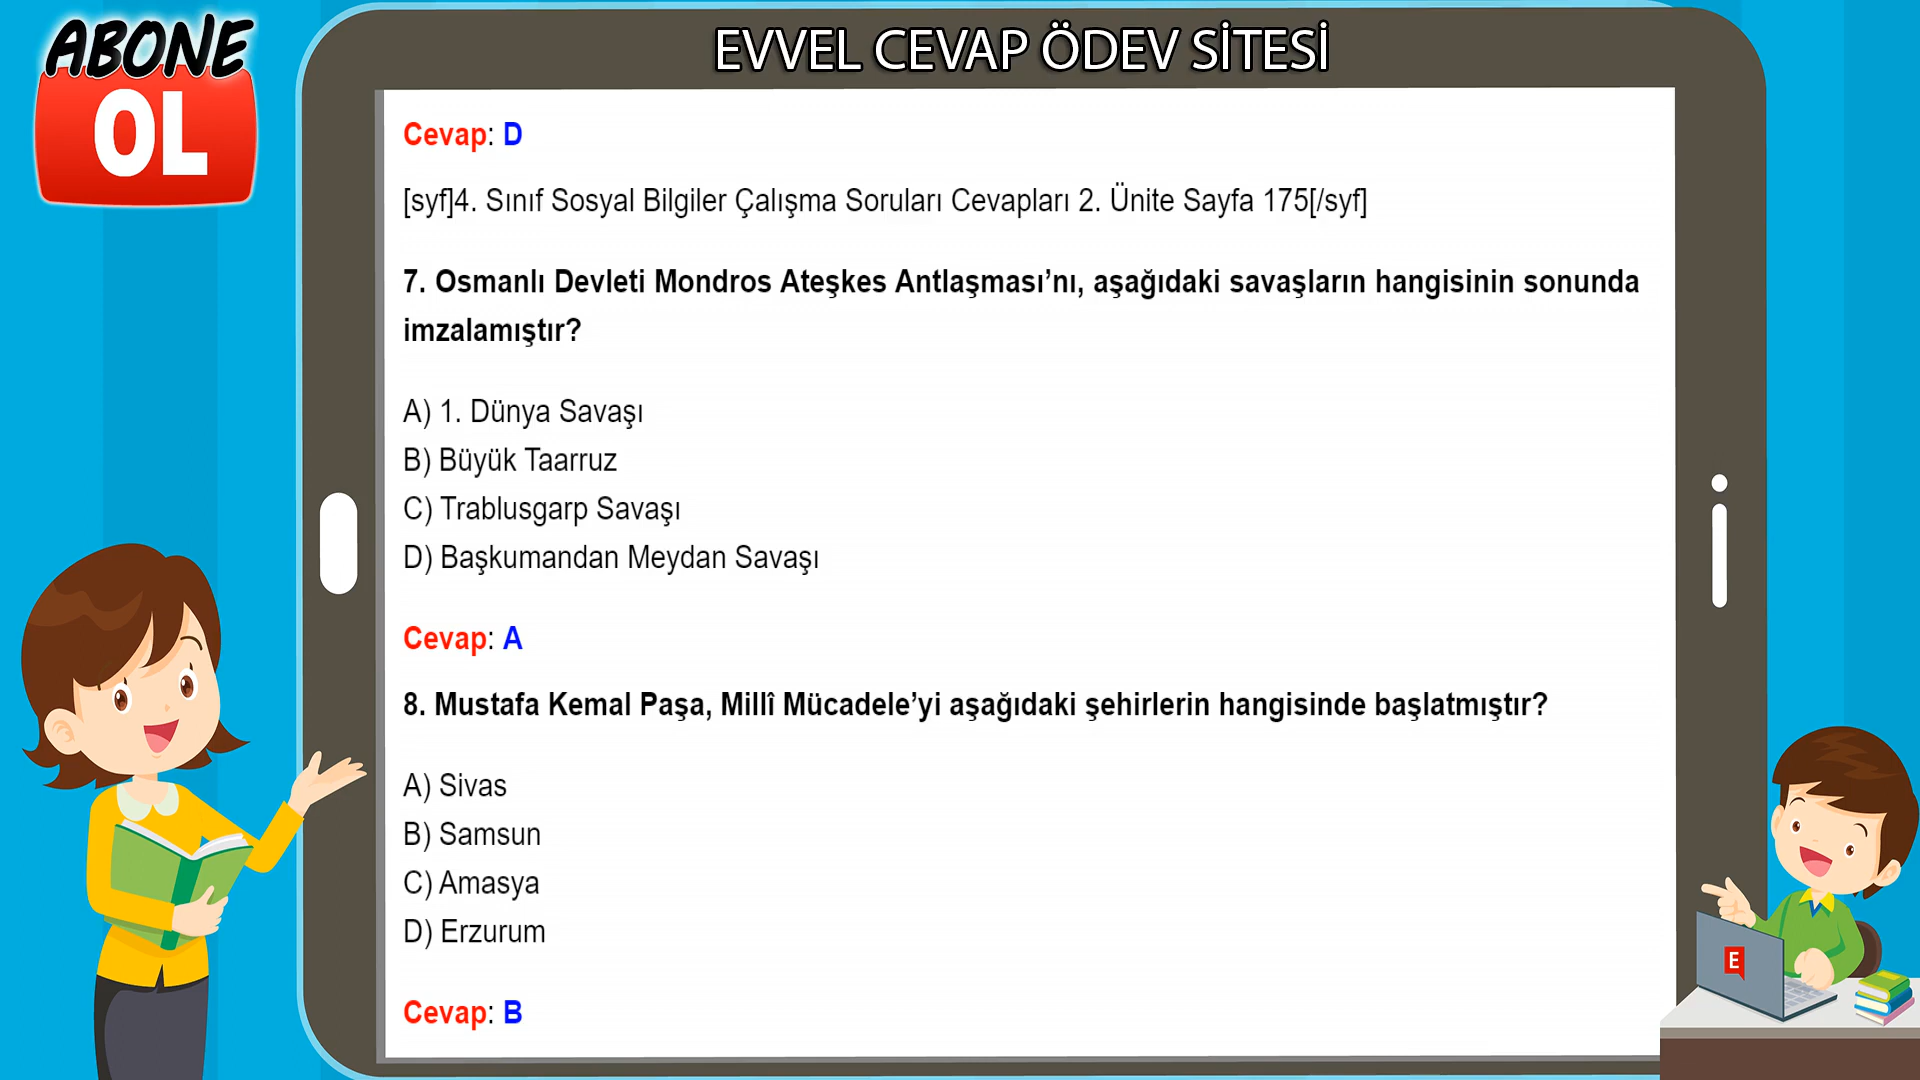 ABONE
OL
EVVEL CEVAP ÖDEV SİTESİ
Cevap: D
[syf]4. Sınıf Sosyal Bilgiler Çalışma Soruları Cevapları 2. Ünite Sayfa 175[/syf]
7. Osmanlı Devleti Mondros Ateşkes Antlaşması’nı, aşağıdaki savaşların hangisinin sonunda
imzalamıştır?
A) 1. Dünya Savaşı
B) Büyük Taarruz
C) Trablusgarp Savaşı
D) Başkumandan Meydan Savaşı
Cevap: A
8. Mustafa Kemal Paşa, Millî Mücadele’yi aşağıdaki şehirlerin hangisinde başlatmıştır?
A) Sivas
B) Samsun
C) Amasya
D) Erzurum
Cevap: B
E